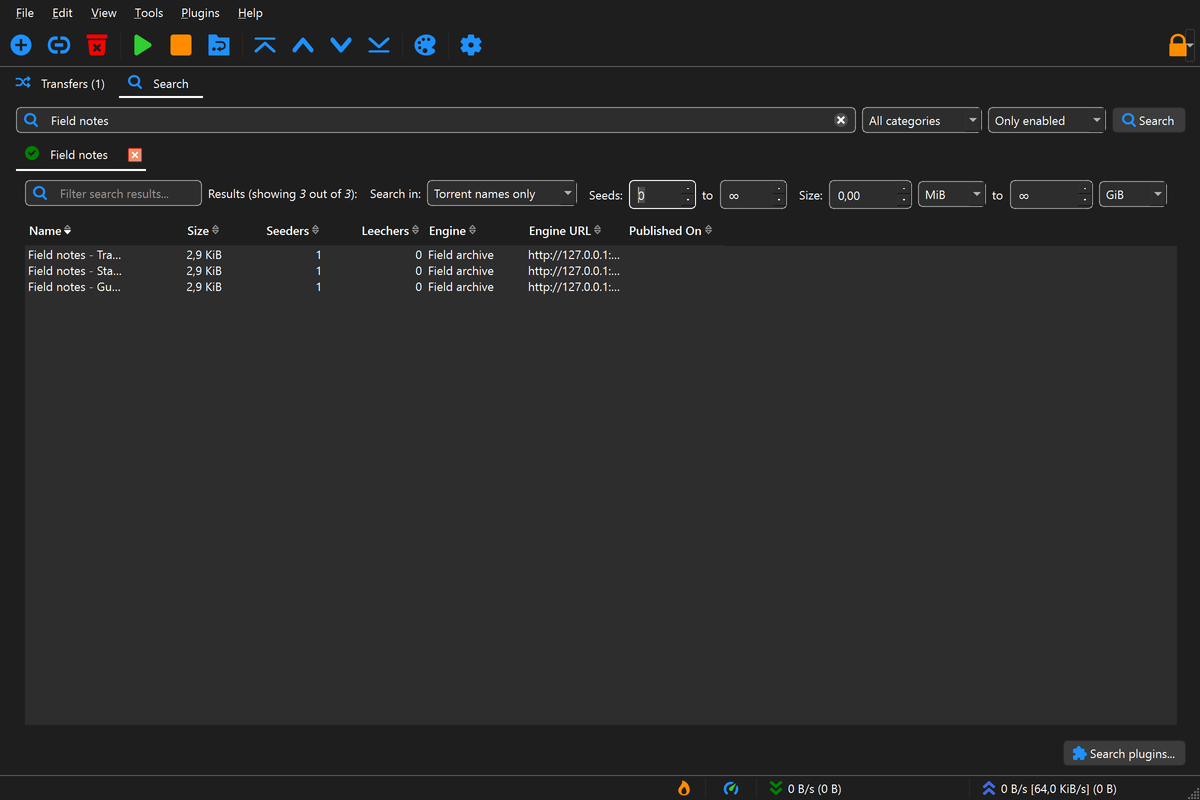 File Edit View Tools Plugins Help
Transfers (1) Search
Field notes All categories Only enabled Search
Field notes
Filter search results... Results (showing 3 out of 3): Search in: Torrent names only Seeds: 0 to ∞ Size: 0,00 MiB to ∞ GiB
Name Size Seeders Leechers Engine Engine URL Published On
Field notes - Tra... 2,9 KiB 1 0 Field archive http://127.0.0.1:...
Field notes - Sta... 2,9 KiB 1 0 Field archive http://127.0.0.1:...
Field notes - Gu... 2,9 KiB 1 0 Field archive http://127.0.0.1:...
Search plugins...
0 B/s (0 B) 0 B/s [64,0 KiB/s] (0 B)